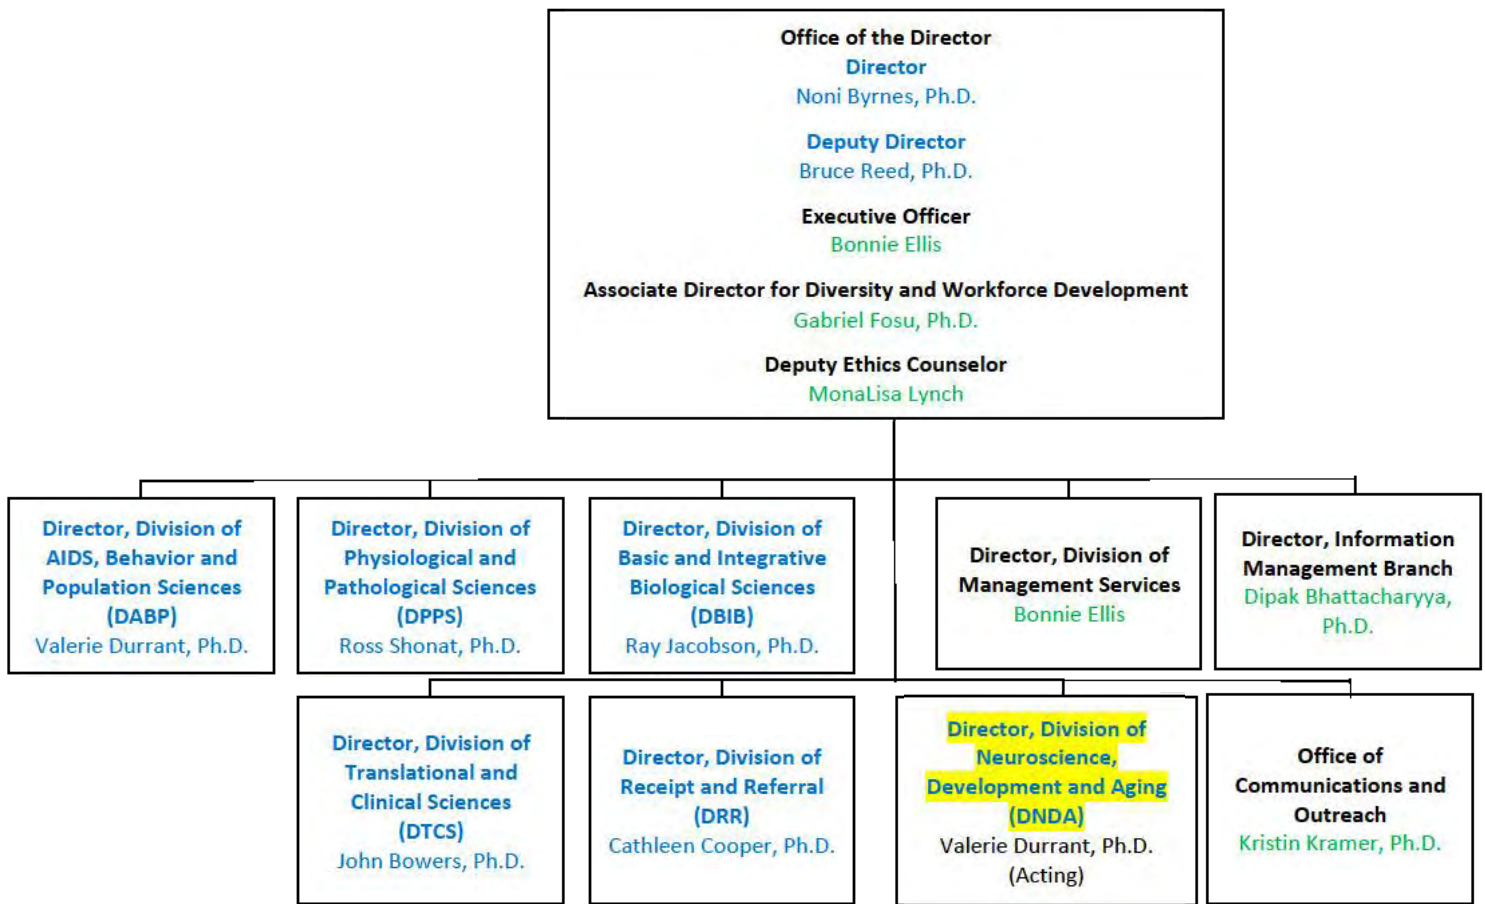 Office of the Director
Director
Noni Byrnes, Ph.D.
Deputy Director
Bruce Reed, Ph.D.
Executive Officer
Bonnie Ellis
Associate Director for Diversity and Workforce Development
Gabriel Fosu, Ph.D.
Deputy Ethics Counselor
MonaLisa Lynch
Director, Division of
AIDS, Behavior and
Population Sciences
(DABP)
Valerie Durrant, Ph.D.
Director, Division of
Physiological and
Pathological Sciences
(DPPS)
Ross Shonat, Ph.D.
Director, Division of
Basic and Integrative
Biological Sciences
(DBIB)
Ray Jacobson, Ph.D.
Director, Division of
Management Services
Bonnie Ellis
Director, Information
Management Branch
Dipak Bhattacharyya,
Ph.D.
Director, Division of
Translational and
Clinical Sciences
(DTCS)
John Bowers, Ph.D.
Director, Division of
Receipt and Referral
(DRR)
Cathleen Cooper, Ph.D.
Director, Division of
Neuroscience,
Development and Aging
(DNDA)
Valerie Durrant, Ph.D.
(Acting)
Office of
Communications and
Outreach
Kristin Kramer, Ph.D.